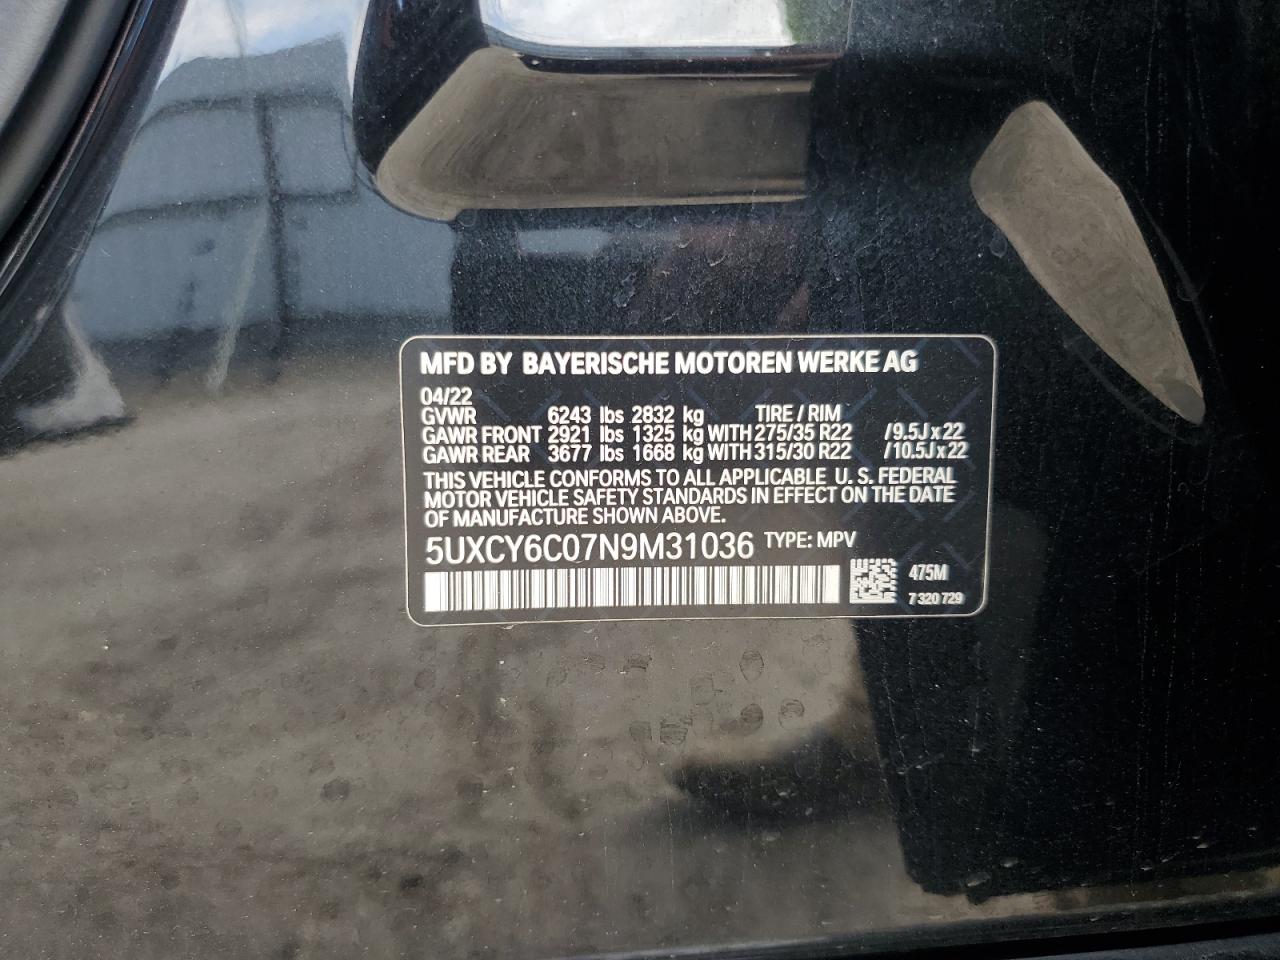 MFD BY BAYERISCHE MOTOREN WERKE AG
04/22
GVWR 6243 lbs 2832 kg TIRE / RIM
GAWR FRONT 2921 lbs 1325 kg WITH 275/35 R22 /9.5J x 22
GAWR REAR 3677 lbs 1668 kg WITH 315/30 R22 /10.5J x 22
THIS VEHICLE CONFORMS TO ALL APPLICABLE U. S. FEDERAL
MOTOR VEHICLE SAFETY STANDARDS IN EFFECT ON THE DATE
OF MANUFACTURE SHOWN ABOVE.
5UXCY6C07N9M31036 TYPE: MPV
475M
7 320 729